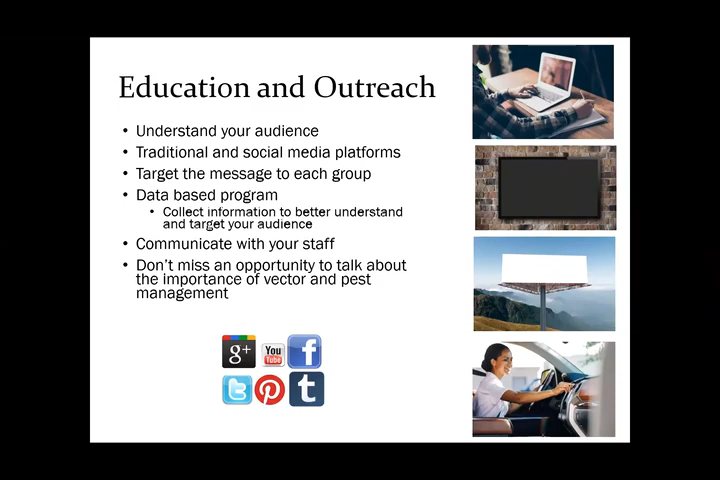 Education and Outreach
• Understand your audience
• Traditional and social media platforms
• Target the message to each group
• Data based program
• Collect information to better understand
and target your audience
• Communicate with your staff
• Don't miss an opportunity to talk about
the importance of vector and pest
management
g+
You
Tube
f
t